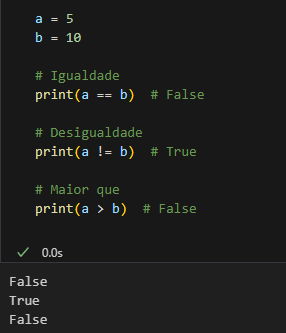 a = 5
b = 10
# Igualdade
print(a == b)  # False
# Desigualdade
print(a != b)  # True
# Maior que
print(a > b)  # False
0.0s
False
True
False